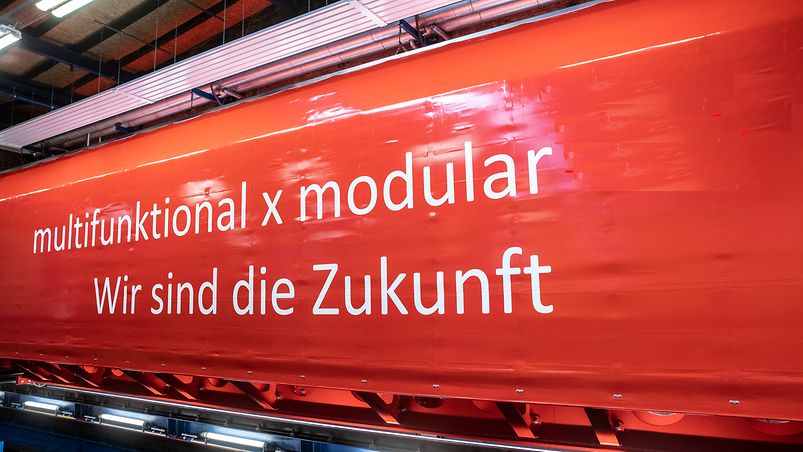 multifunktional x modular
Wir sind die Zukunft